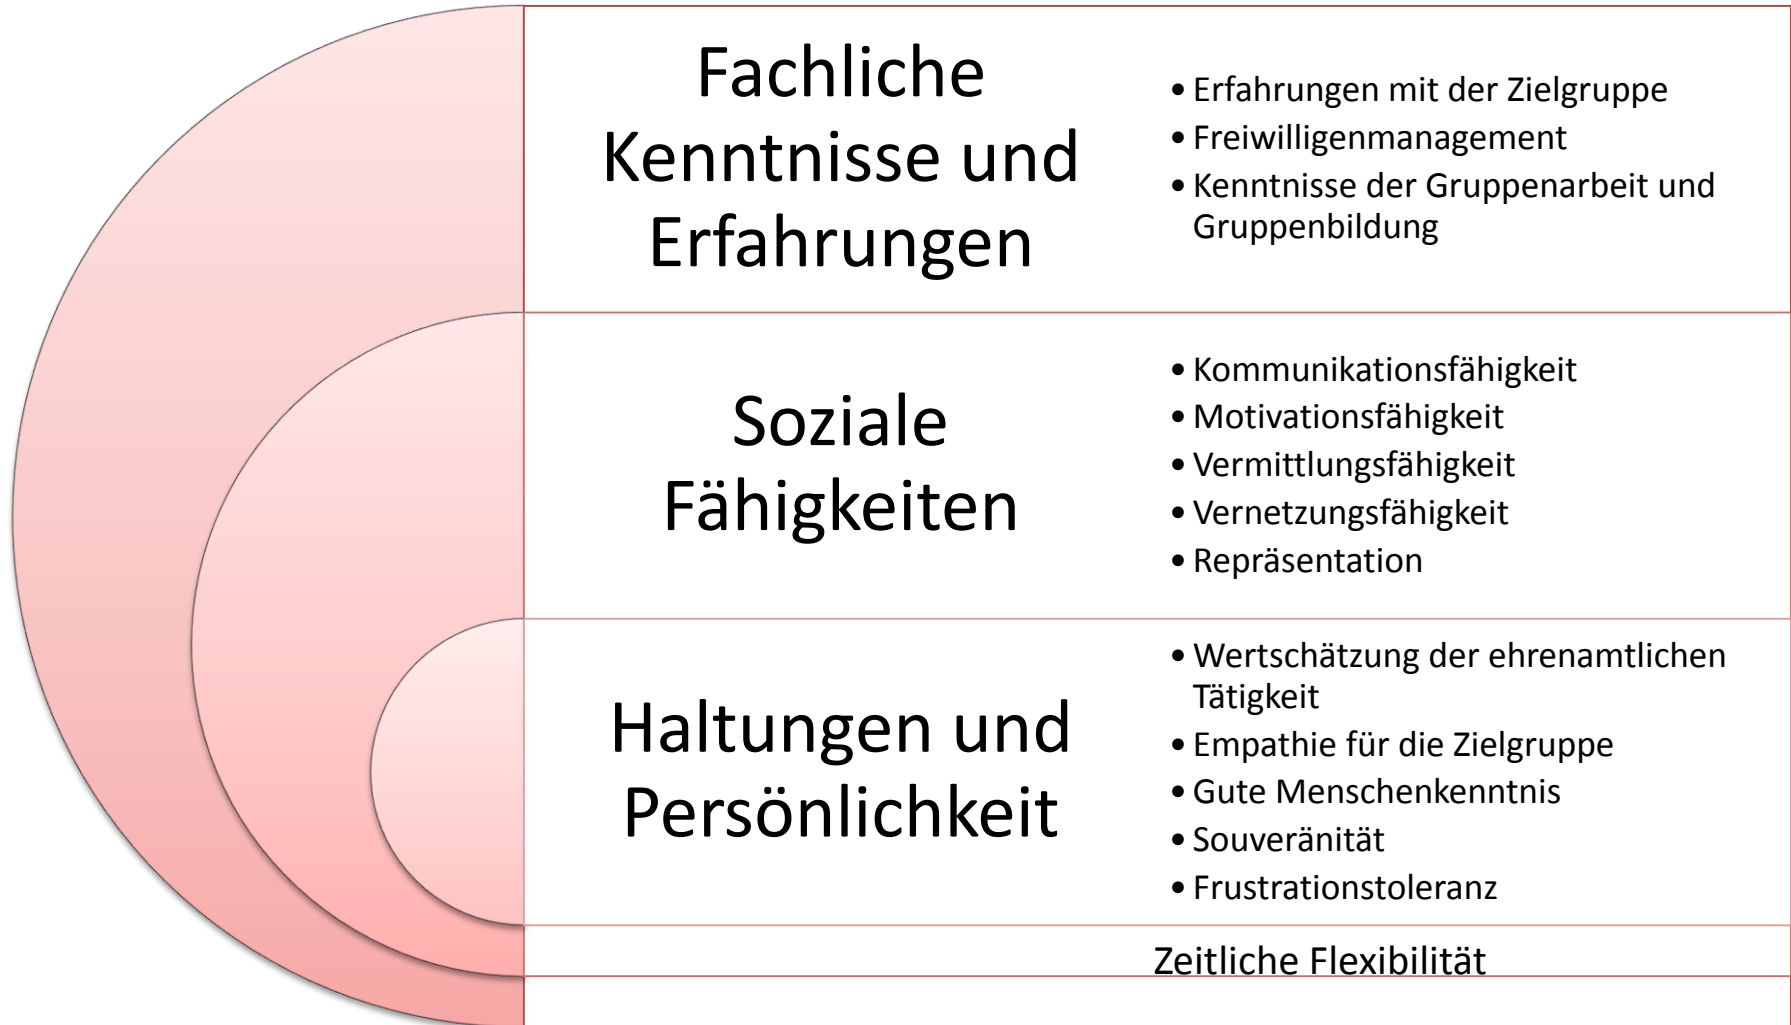 Fachliche
Kenntnisse und
Erfahrungen
• Erfahrungen mit der Zielgruppe
• Freiwilligenmanagement
• Kenntnisse der Gruppenarbeit und
Gruppenbildung
Soziale
Fähigkeiten
• Kommunikationsfähigkeit
• Motivationsfähigkeit
• Vermittlungsfähigkeit
• Vernetzungsfähigkeit
• Repräsentation
Haltungen und
Persönlichkeit
• Wertschätzung der ehrenamtlichen
Tätigkeit
• Empathie für die Zielgruppe
• Gute Menschenkenntnis
• Souveränität
• Frustrationstoleranz
Zeitliche Flexibilität